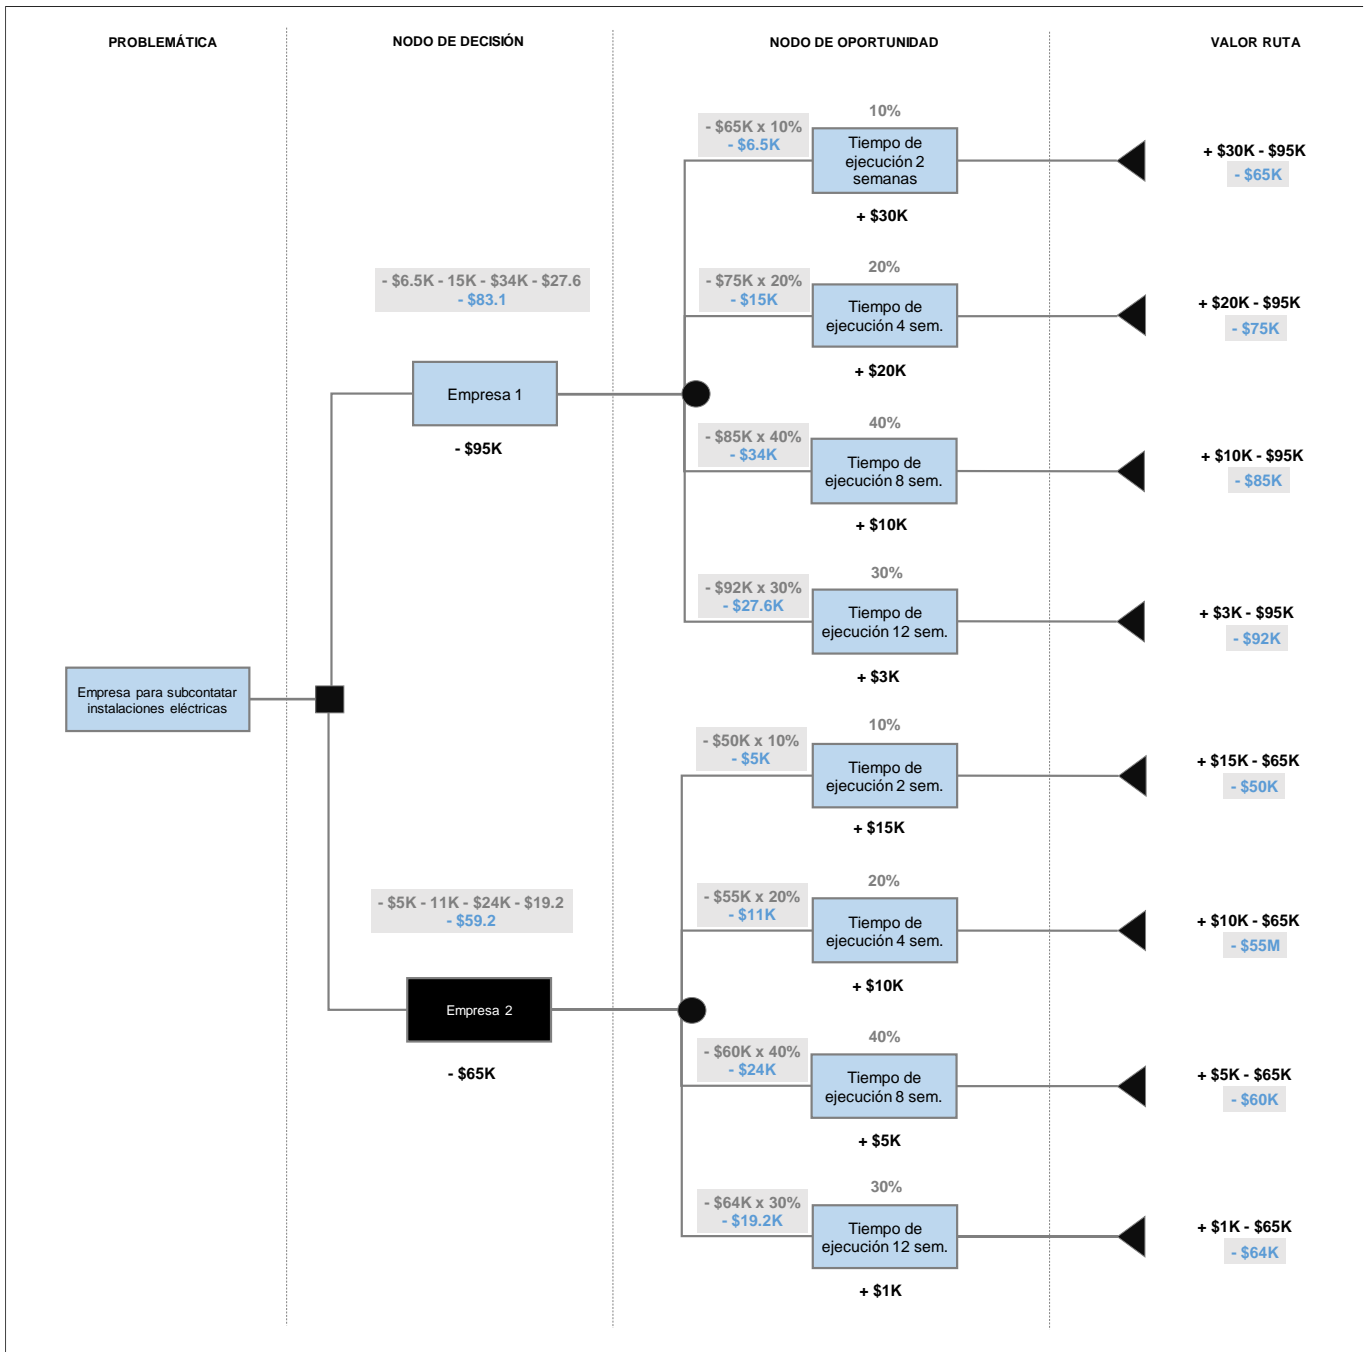 PROBLEMÁTICA
NODO DE DECISIÓN
NODO DE OPORTUNIDAD
VALOR RUTA
10%
- $65K x 10%
- $6.5K
Tiempo de
ejecución 2
semanas
+ $30K
+ $30K - $95K
- $65K
- $6.5K - 15K - $34K - $27.6
- $83.1
20%
- $75K x 20%
- $15K
Tiempo de
ejecución 4 sem.
+ $20K
+ $20K - $95K
- $75K
Empresa 1
- $95K
40%
- $85K x 40%
- $34K
Tiempo de
ejecución 8 sem.
+ $10K
+ $10K - $95K
- $85K
30%
- $92K x 30%
- $27.6K
Tiempo de
ejecución 12 sem.
+ $3K
+ $3K - $95K
- $92K
Empresa para subcontatar
instalaciones eléctricas
10%
- $50K x 10%
- $5K
Tiempo de
ejecución 2 sem.
+ $15K
+ $15K - $65K
- $50K
- $5K - 11K - $24K - $19.2
- $59.2
20%
- $55K x 20%
- $11K
Tiempo de
ejecución 4 sem.
+ $10K
+ $10K - $65K
- $55M
Empresa 2
- $65K
40%
- $60K x 40%
- $24K
Tiempo de
ejecución 8 sem.
+ $5K
+ $5K - $65K
- $60K
30%
- $64K x 30%
- $19.2K
Tiempo de
ejecución 12 sem.
+ $1K
+ $1K - $65K
- $64K